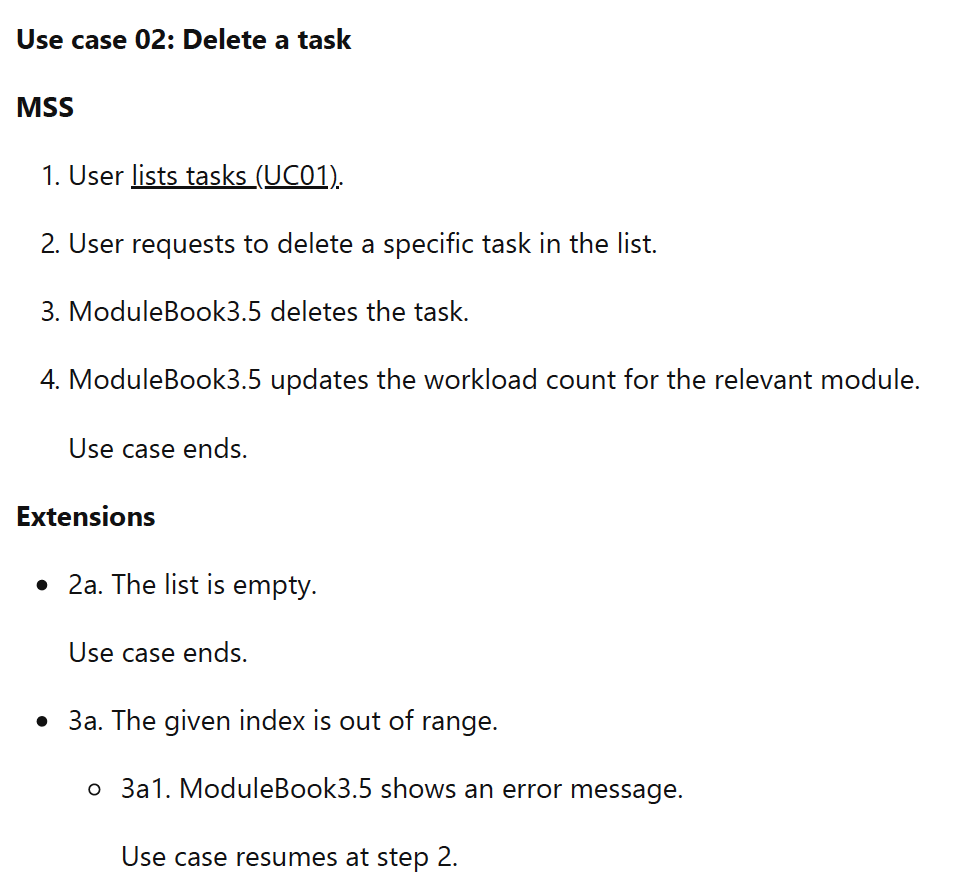 Use case 02: Delete a task
MSS
1. User lists tasks (UC01).
2. User requests to delete a specific task in the list.
3. ModuleBook3.5 deletes the task.
4. ModuleBook3.5 updates the workload count for the relevant module.
Use case ends.
Extensions
• 2a. The list is empty.
Use case ends.
• 3a. The given index is out of range.
○ 3a1. ModuleBook3.5 shows an error message.
Use case resumes at step 2.